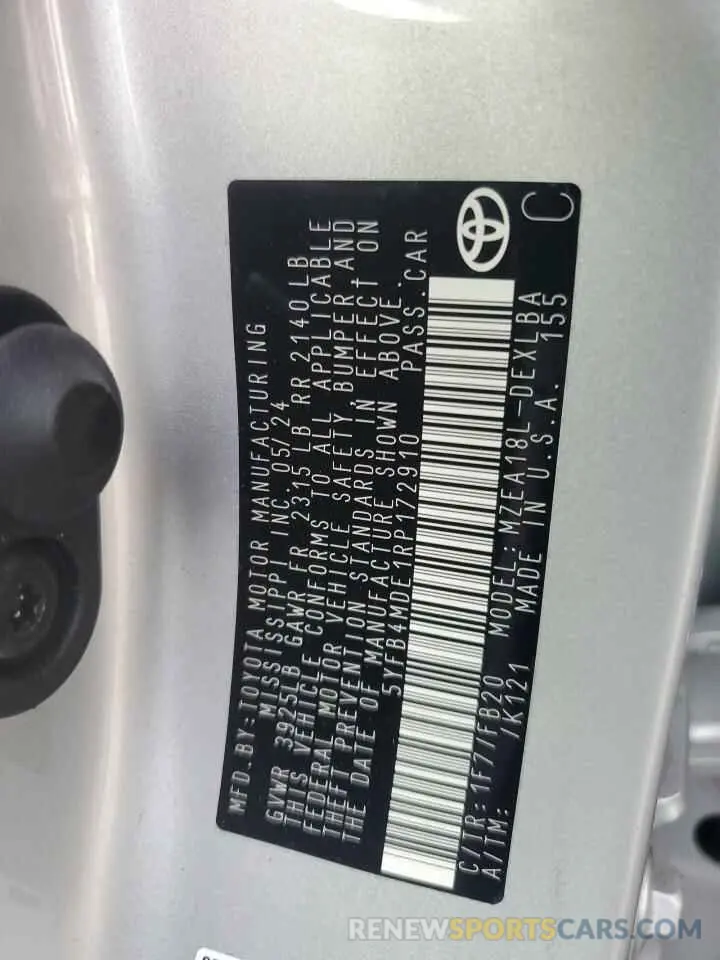 MFD.BY:TOYOTA MOTOR MANUFACTURING
MISSISSIPPI INC. 05/24
GVWR 3925LB GAWR FR 2315 LB RR 2140 LB
THIS VEHICLE CONFORMS TO ALL APPLICABLE
FEDERAL MOTOR VEHICLE SAFETY, BUMPER AND
THEFT PREVENTION STANDARDS IN EFFECT ON
THE DATE OF MANUFACTURE SHOWN ABOVE.
5YFB4MDE1RP172910 PASS.CAR
C/TR:1F7/FB20 MODEL:MZEA18L-DEXLBA
A/TM: /K121 MADE IN U.S.A. 155
C
RENEWSPORTSCARS.COM